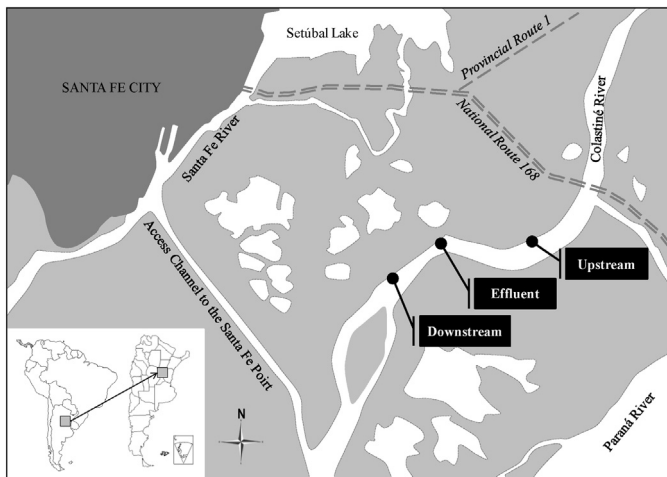 Setúbal Lake
SANTA FE CITY
Provincial Route 1
National Route 168
Colastiné River
Santa Fe River
Access Channel to the Santa Fe Poirt
Upstream
Effluent
Downstream
N
Paraná River